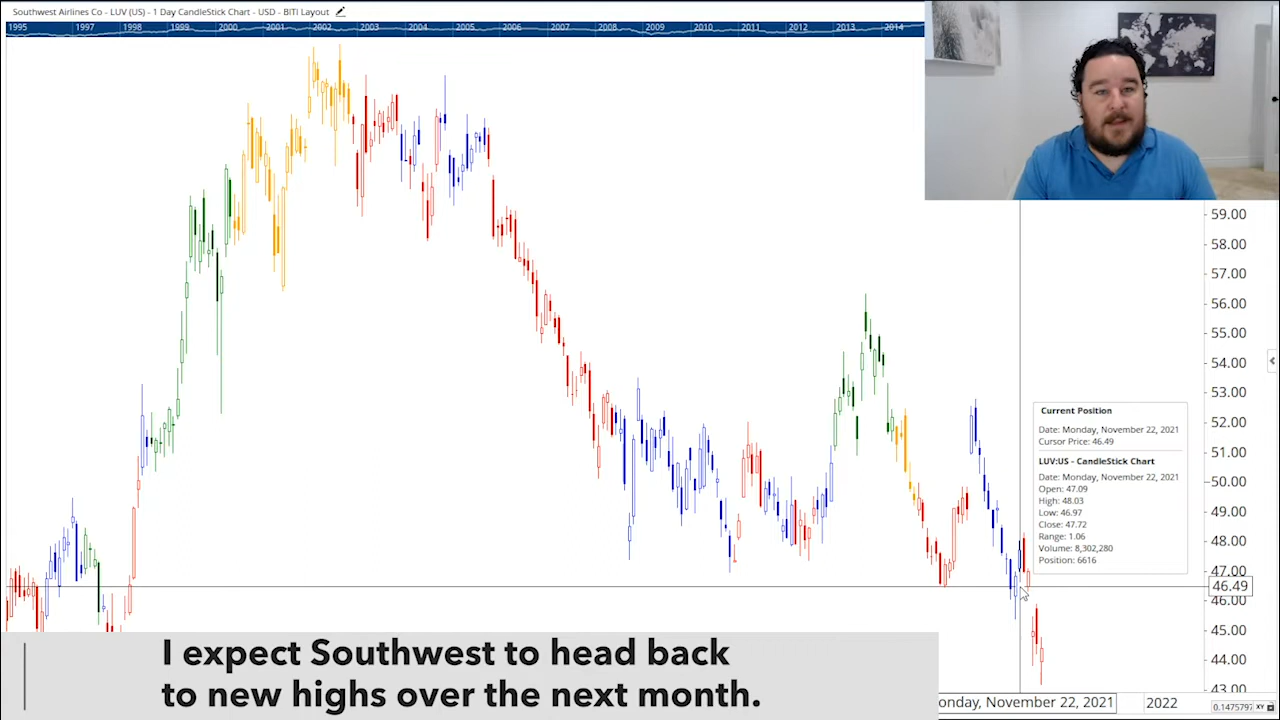 Southwest Airlines Co - LUV (US) - 1 Day CandleStick Chart - USD - BITI Layout
1995 1997 1998 1999 2000 2001 2002 2003 2004 2005 2006 2007 2008 2009 2010 2011 2012 2013 2014
59.00
58.00
57.00
56.00
55.00
54.00
53.00
52.00
51.00
50.00
49.00
48.00
47.00
46.49
46.00
45.00
44.00
43.00
Current Position
Date: Monday, November 22, 2021
Cursor Price: 46.49
LUV:US - CandleStick Chart
Date: Monday, November 22, 2021
Open: 47.09
High: 48.03
Low: 46.97
Close: 47.72
Range: 1.06
Volume: 8,302,280
Position: 6616
I expect Southwest to head back
to new highs over the next month.
onday, November 22, 2021 2022 0.1475797 XY